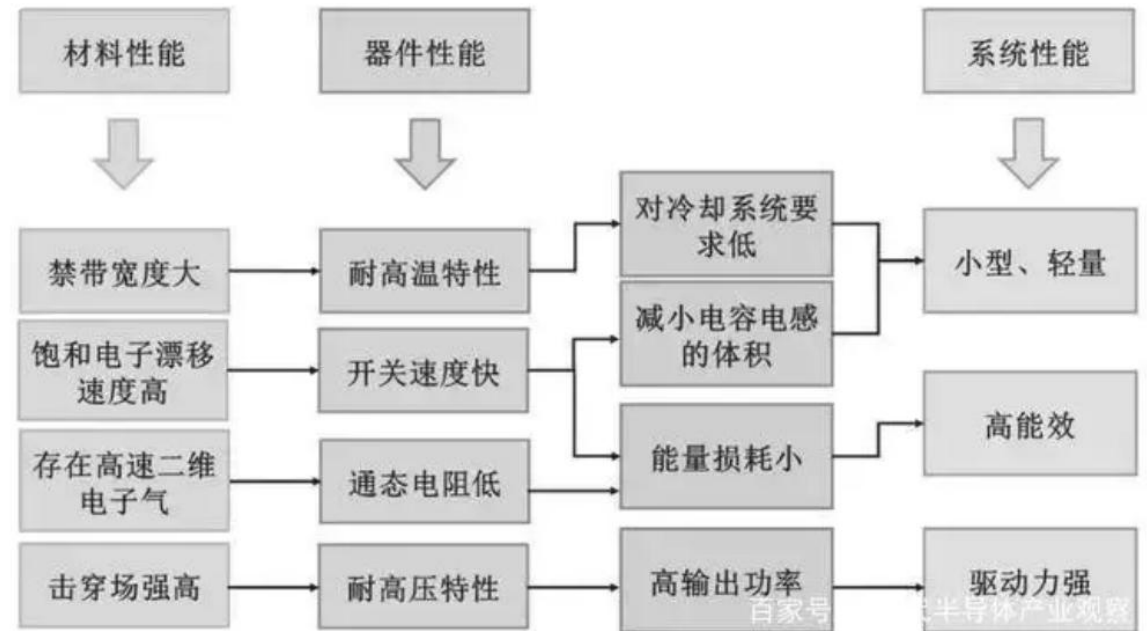 材料性能
器件性能
系统性能
对冷却系统要
求低
禁带宽度大
耐高温特性
小型、轻量
减小电容电感
的体积
饱和电子漂移
速度高
开关速度快
高能效
能量损耗小
存在高速二维
电子气
通态电阻低
击穿场强高
耐高压特性
高输出功率
驱动力强
百家号
半导体产业观察